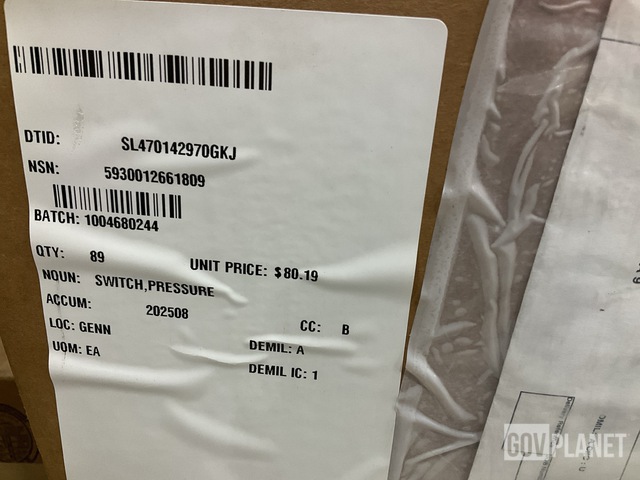 DTID: SL470142970GKJ
NSN: 5930012661809
BATCH: 1004680244
QTY: 89 UNIT PRICE: $80.19
NOUN: SWITCH,PRESSURE
ACCUM: 202508
LOC: GENN CC: B
UOM: EA DEMIL: A
DEMIL IC: 1
GOVPLANET